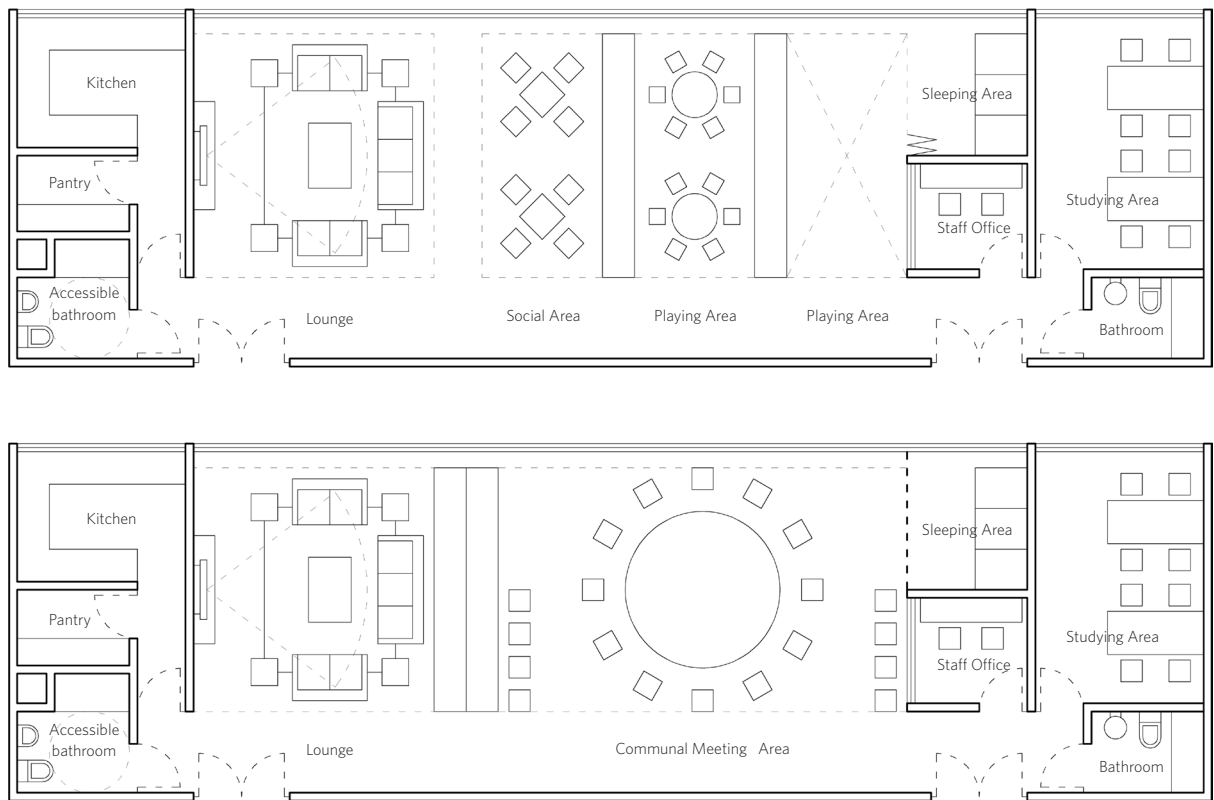 Kitchen
Sleeping Area
Pantry
Studying Area
Staff Office
Accessible
bathroom
Lounge
Social Area
Playing Area
Playing Area
Bathroom
Kitchen
Sleeping Area
Pantry
Studying Area
Staff Office
Accessible
bathroom
Lounge
Communal Meeting Area
Bathroom